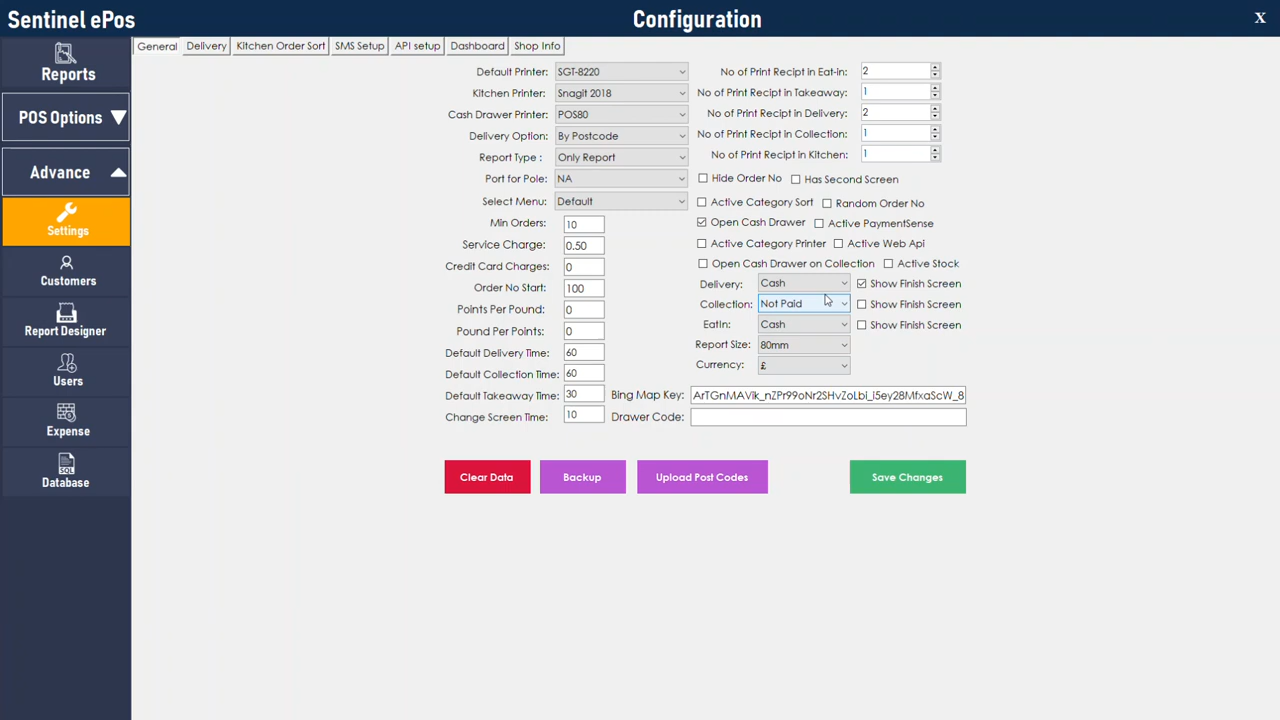 Sentinel ePos
Configuration
X
Reports
POS Options
Advance
Settings
Customers
Report Designer
Users
Expense
SQL
Database
General
Delivery
Kitchen Order Sort
SMS Setup
API setup
Dashboard
Shop Info
Default Printer: SGT-8220
Kitchen Printer: Snagit 2018
Cash Drawer Printer: POS80
Delivery Option: By Postcode
Report Type : Only Report
Port for Pole: NA
Select Menu: Default
Min Orders: 10
Service Charge: 0.50
Credit Card Charges: 0
Order No Start: 100
Points Per Pound: 0
Pound Per Points: 0
Default Delivery Time: 60
Default Collection Time: 60
Default Takeaway Time: 30
Change Screen Time: 10
No of Print Recipt in Eat-In: 2
No of Print Recipt in Takeaway: 1
No of Print Recipt in Delivery: 2
No of Print Recipt in Collection: 1
No of Print Recipt in Kitchen: 1
Hide Order No Has Second Screen
Active Category Sort Random Order No
Open Cash Drawer Active PaymentSense
Active Category Printer Active Web Api
Open Cash Drawer on Collection Active Stock
Delivery: Cash Show Finish Screen
Collection: Not Paid Show Finish Screen
EatIn: Cash Show Finish Screen
Report Size: 80mm
Currency: £
Bing Map Key:
Drawer Code:
Clear Data
Backup
Upload Post Codes
Save Changes